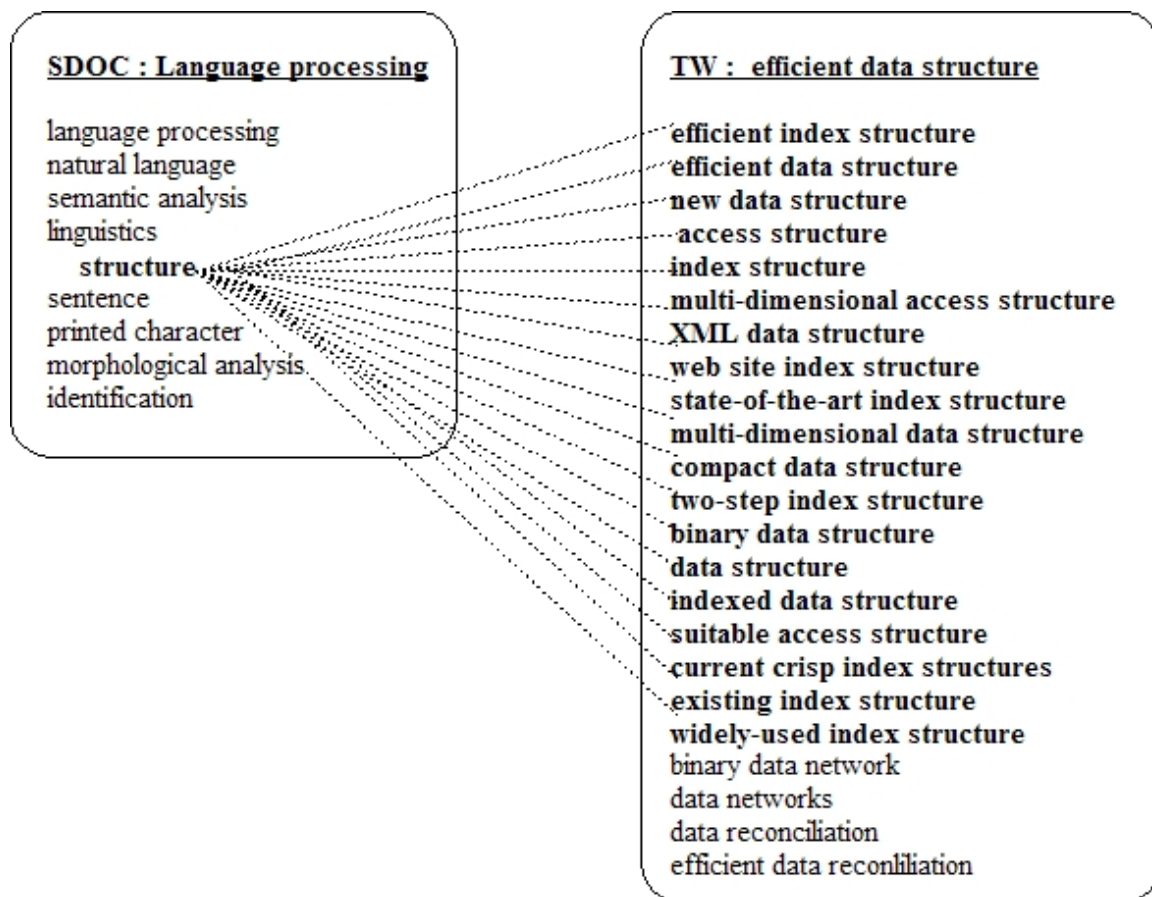 SDOC : Language processing
language processing
natural language
semantic analysis
linguistics
structure
sentence
printed character
morphological analysis
identification
TW : efficient data structure
efficient index structure
efficient data structure
new data structure
access structure
index structure
multi-dimensional access structure
XML data structure
web site index structure
state-of-the-art index structure
multi-dimensional data structure
compact data structure
two-step index structure
binary data structure
data structure
indexed data structure
suitable access structure
current crisp index structures
existing index structure
widely-used index structure
binary data network
data networks
data reconciliation
efficient data reconliliation